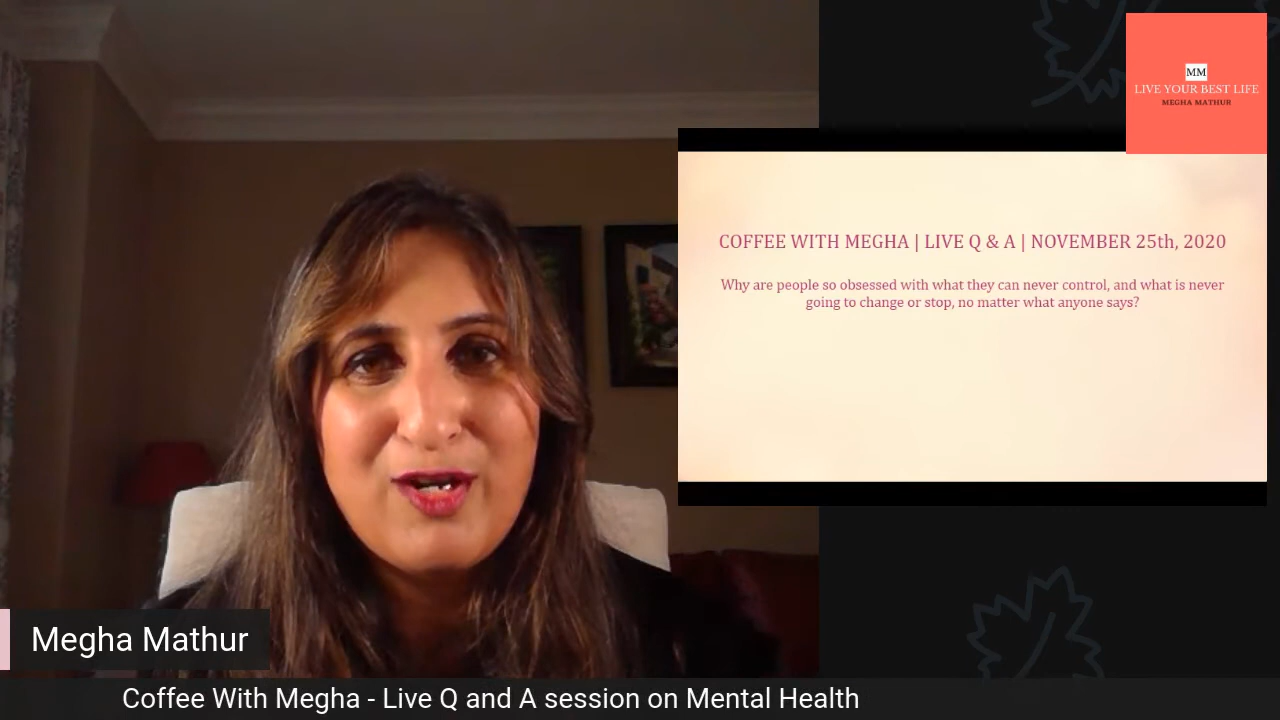 MM
LIVE YOUR BEST LIFE
MEGHA MATHUR
COFFEE WITH MEGHA | LIVE Q & A | NOVEMBER 25th, 2020
Why are people so obsessed with what they can never control, and what is never
going to change or stop, no matter what anyone says?
Megha Mathur
Coffee With Megha - Live Q and A session on Mental Health